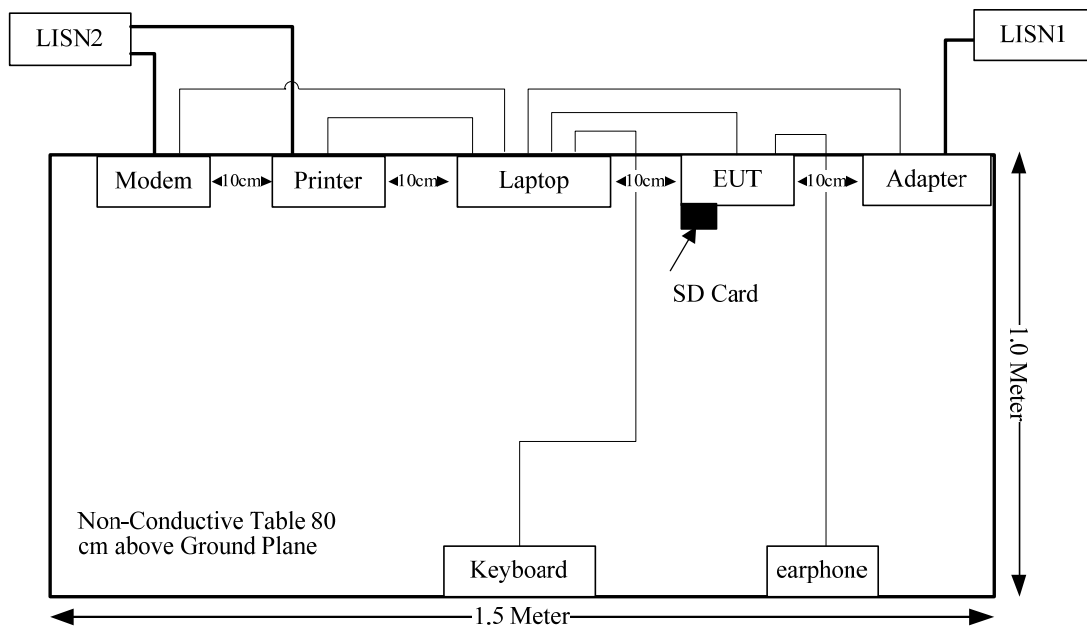 LISN2
LISN1
Modem
10cm
Printer
10cm
Laptop
10cm
EUT
10cm
Adapter
SD Card
1.0 Meter
Non-Conductive Table 80
cm above Ground Plane
Keyboard
earphone
1.5 Meter